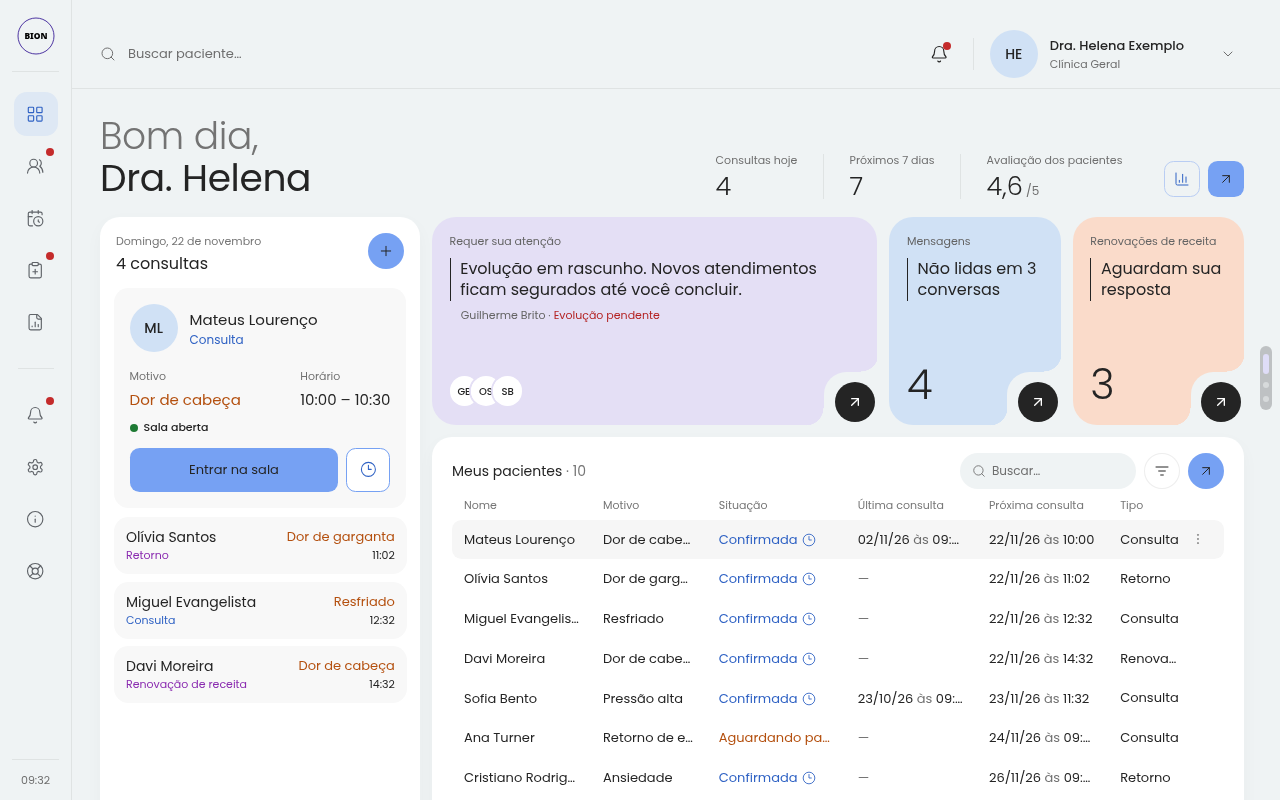 BION
Buscar paciente...
HE
Dra. Helena Exemplo
Clínica Geral
Bom dia,
Dra. Helena
Consultas hoje
4
Próximos 7 dias
7
Avaliação dos pacientes
4,6 /5
Domingo, 22 de novembro
4 consultas
ML
Mateus Lourenço
Consulta
Motivo
Dor de cabeça
Horário
10:00 – 10:30
Sala aberta
Entrar na sala
Olívia Santos
Dor de garganta
Retorno
11:02
Miguel Evangelista
Resfriado
Consulta
12:32
Davi Moreira
Dor de cabeça
Renovação de receita
14:32
Requer sua atenção
Evolução em rascunho. Novos atendimentos
ficam segurados até você concluir.
Guilherme Brito · Evolução pendente
GB OS SB
Mensagens
Não lidas em 3
conversas
4
Renovações de receita
Aguardam sua
resposta
3
Meus pacientes · 10
Buscar...
Nome Motivo Situação Última consulta Próxima consulta Tipo
Mateus Lourenço Dor de cabe... Confirmada 02/11/26 às 09:... 22/11/26 às 10:00 Consulta
Olívia Santos Dor de garg... Confirmada — 22/11/26 às 11:02 Retorno
Miguel Evangelis... Resfriado Confirmada — 22/11/26 às 12:32 Consulta
Davi Moreira Dor de cabe... Confirmada — 22/11/26 às 14:32 Renova...
Sofia Bento Pressão alta Confirmada 23/10/26 às 09:... 23/11/26 às 11:32 Consulta
Ana Turner Retorno de e... Aguardando pa... — 24/11/26 às 09:... Consulta
Cristiano Rodrig... Ansiedade Confirmada — 26/11/26 às 09:... Retorno
09:32